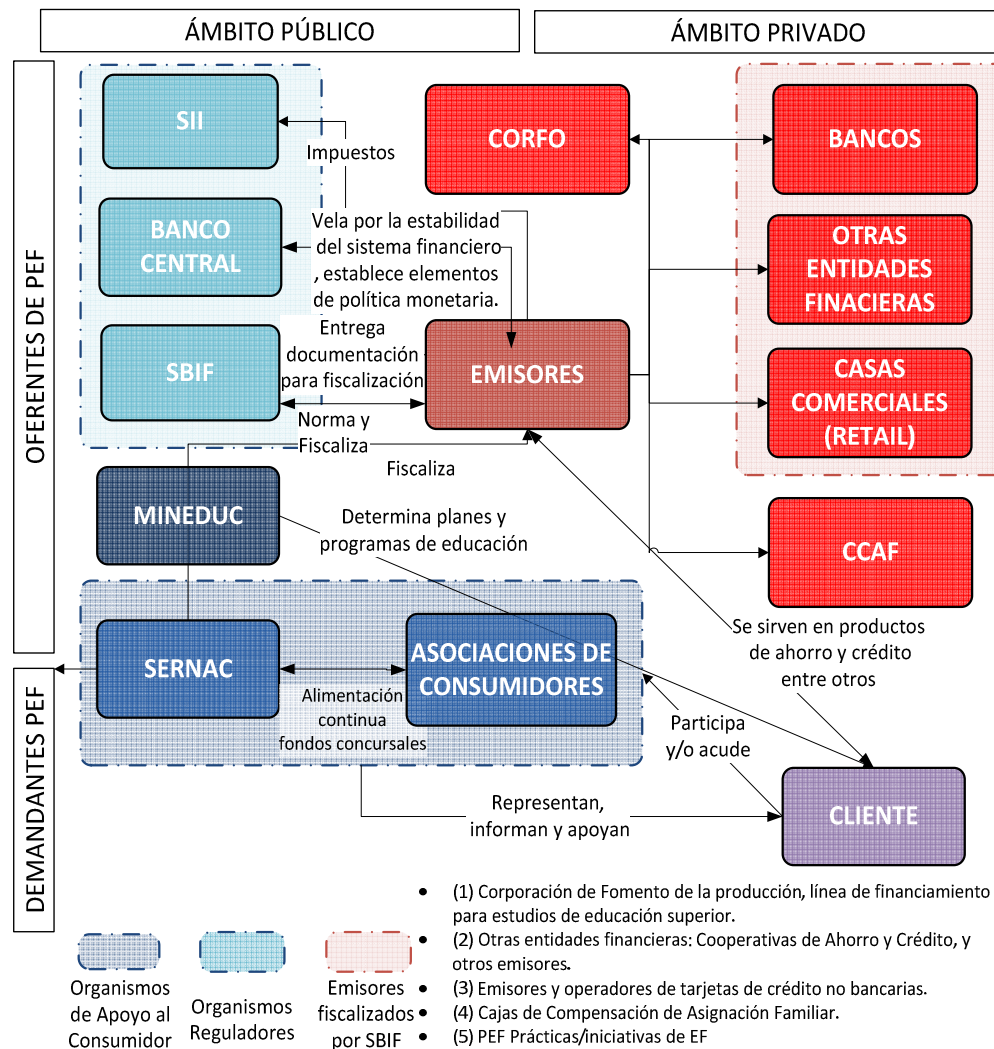 ÁMBITO PÚBLICO
ÁMBITO PRIVADO
OFERENTES DE PEF
DEMANDANTES PEF
SII
CORFO
BANCOS
Impuestos
BANCO
CENTRAL
Vela por la estabilidad
del sistema financiero
, establece elementos
de política monetaria.
OTRAS
ENTIDADES
FINACIERAS
SBIF
Entrega
documentación
para fiscalización
EMISORES
CASAS
COMERCIALES
(RETAIL)
Norma y
Fiscaliza
Fiscaliza
MINEDUC
Determina planes y
programas de educación
CCAF
SERNAC
ASOCIACIONES DE
CONSUMIDORES
Se sirven en productos
de ahorro y crédito
entre otros
Alimentación
continua
fondos concursales
Participa
y/o acude
Representan,
informan y apoyan
CLIENTE
• (1) Corporación de Fomento de la producción, línea de financiamiento
para estudios de educación superior.
• (2) Otras entidades financieras: Cooperativas de Ahorro y Crédito, y
otros emisores.
• (3) Emisores y operadores de tarjetas de crédito no bancarias.
• (4) Cajas de Compensación de Asignación Familiar.
• (5) PEF Prácticas/iniciativas de EF
Organismos
de Apoyo al
Consumidor
Organismos
Reguladores
Emisores
fiscalizados
por SBIF